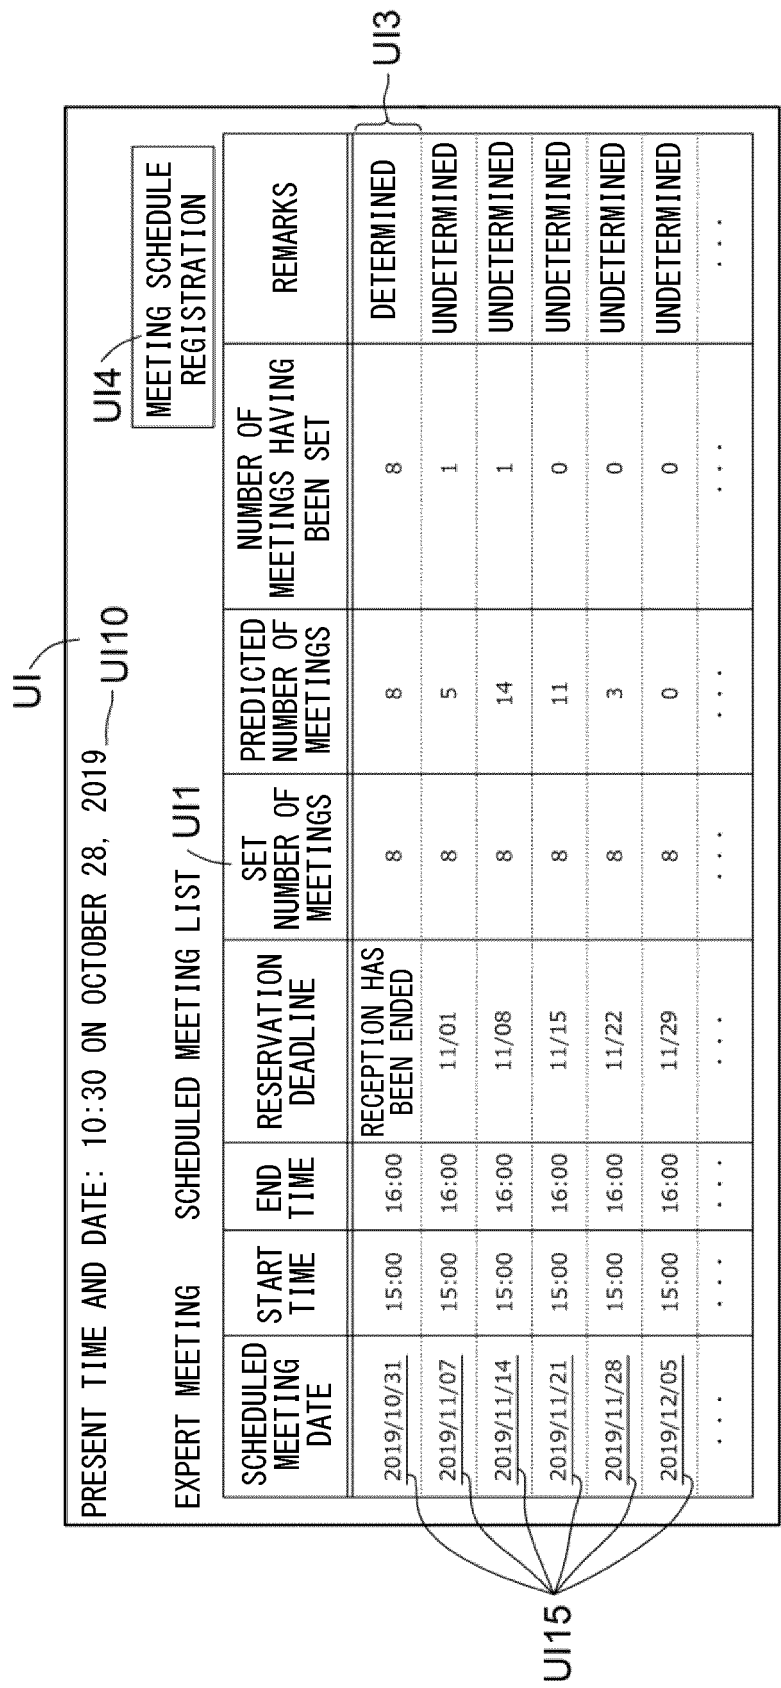 UI
PRESENT TIME AND DATE: 10:30 ON OCTOBER 28, 2019
UI10
EXPERT MEETING SCHEDULED MEETING LIST
UI1
UI4
MEETING SCHEDULE
REGISTRATION
SCHEDULED
MEETING
DATE
START
TIME
END
TIME
RESERVATION
DEADLINE
SET
NUMBER OF
MEETINGS
PREDICTED
NUMBER OF
MEETINGS
NUMBER OF
MEETINGS HAVING
BEEN SET
REMARKS
2019/10/31 15:00 16:00 RECEPTION HAS
BEEN ENDED
8 8 8 DETERMINED
UI3
2019/11/07 15:00 16:00 11/01 8 5 1 UNDETERMINED
2019/11/14 15:00 16:00 11/08 8 14 1 UNDETERMINED
2019/11/21 15:00 16:00 11/15 8 11 0 UNDETERMINED
2019/11/28 15:00 16:00 11/22 8 3 0 UNDETERMINED
2019/12/05 15:00 16:00 11/29 8 0 0 UNDETERMINED
... ... ... ... ... ... ... ...
UI15